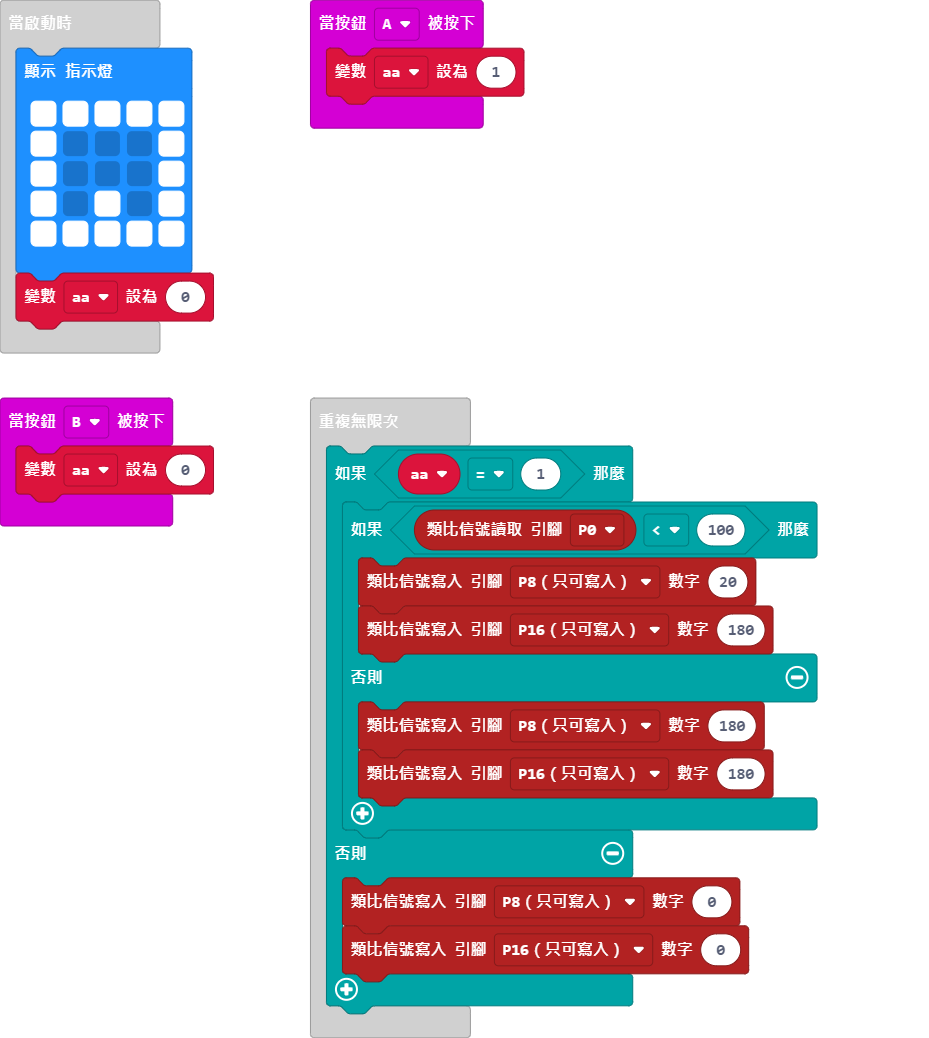 當啟動時
顯示 指示燈
變數 aa 設為 0
當按鈕 A 被按下
變數 aa 設為 1
當按鈕 B 被按下
變數 aa 設為 0
重複無限次
如果 aa = 1 那麼
如果 類比信號讀取 引腳 P0 < 100 那麼
類比信號寫入 引腳 P8 ( 只可寫入 ) 數字 20
類比信號寫入 引腳 P16 ( 只可寫入 ) 數字 180
否則
類比信號寫入 引腳 P8 ( 只可寫入 ) 數字 180
類比信號寫入 引腳 P16 ( 只可寫入 ) 數字 180
否則
類比信號寫入 引腳 P8 ( 只可寫入 ) 數字 0
類比信號寫入 引腳 P16 ( 只可寫入 ) 數字 0